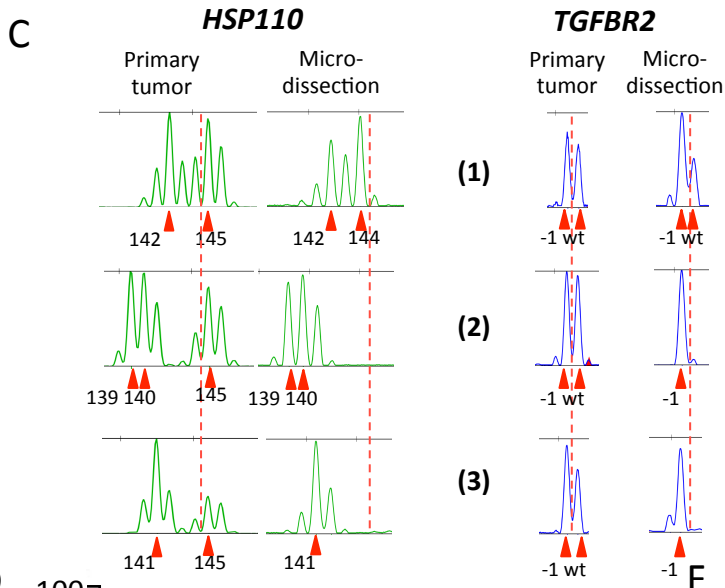 C
HSP110
TGFBR2
Primary tumor
Micro-dissection
Primary tumor
Micro-dissection
(1)
142 145
142 144
-1 wt
-1 wt
(2)
139 140 145
139 140
-1 wt
-1
(3)
141 145
141
-1 wt
-1
100